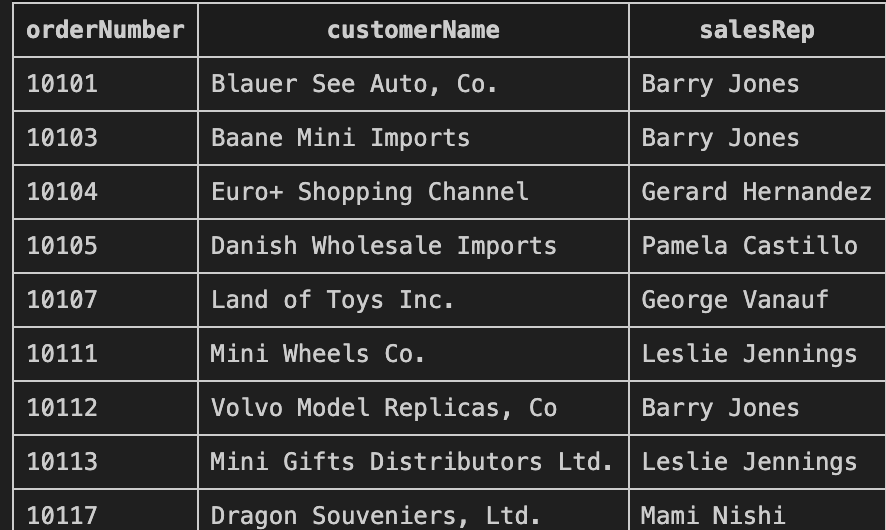 orderNumber customerName salesRep
10101 Blauer See Auto, Co. Barry Jones
10103 Baane Mini Imports Barry Jones
10104 Euro+ Shopping Channel Gerard Hernandez
10105 Danish Wholesale Imports Pamela Castillo
10107 Land of Toys Inc. George Vanauf
10111 Mini Wheels Co. Leslie Jennings
10112 Volvo Model Replicas, Co Barry Jones
10113 Mini Gifts Distributors Ltd. Leslie Jennings
10117 Dragon Souveniers, Ltd. Mami Nishi